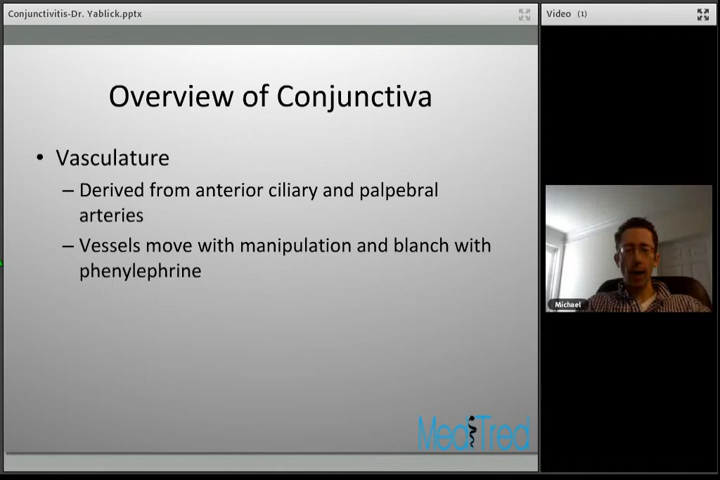 Conjunctivitis-Dr. Yablick.pptx
Video (1)
Overview of Conjunctiva
• Vasculature
– Derived from anterior ciliary and palpebral
arteries
– Vessels move with manipulation and blanch with
phenylephrine
Michael
MediTred